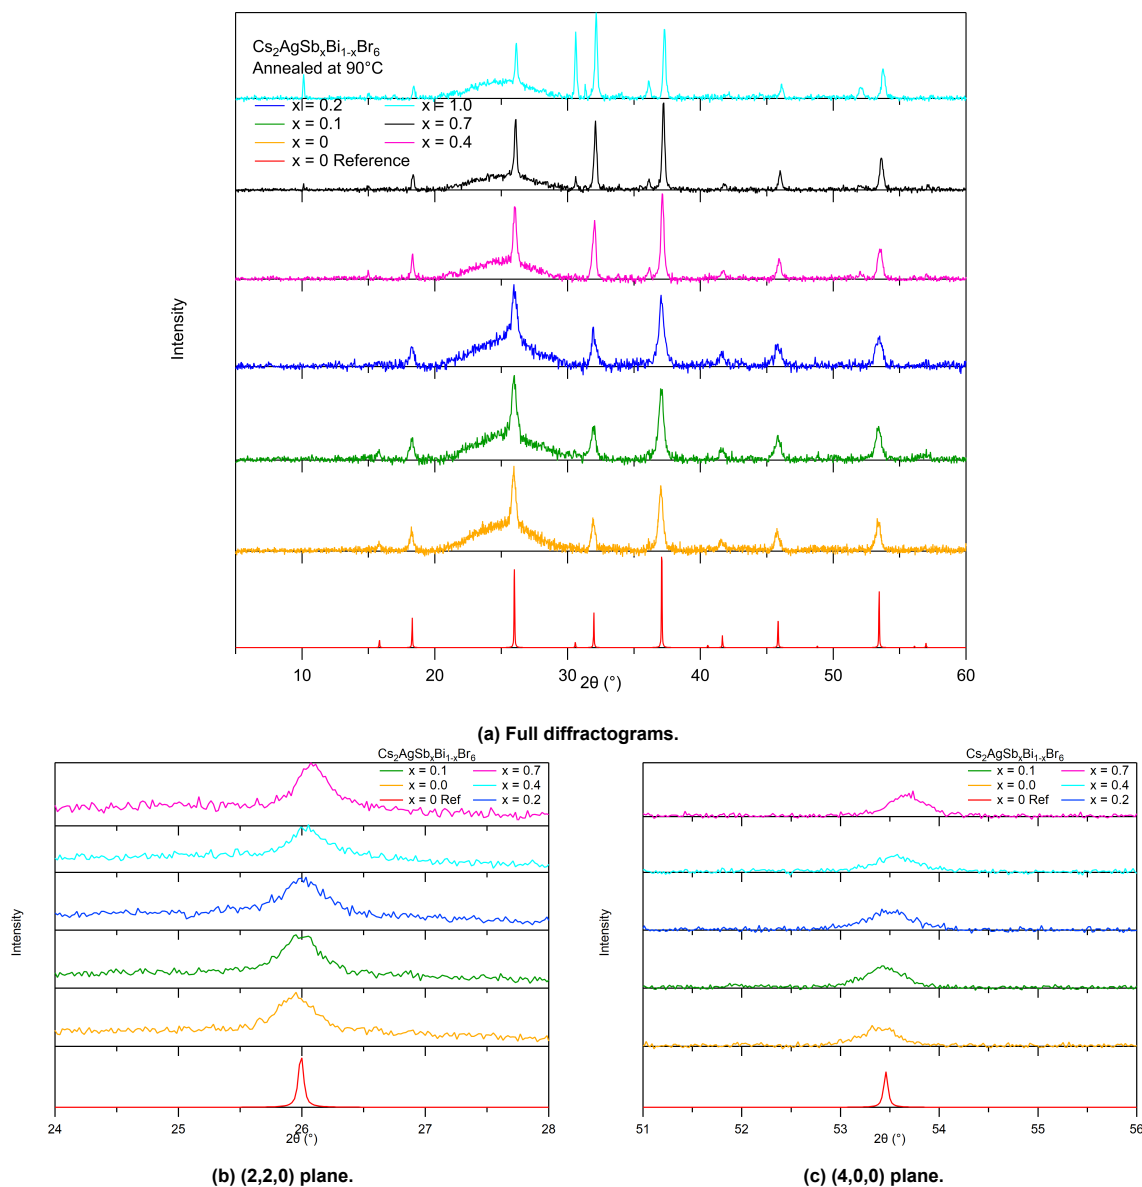 Cs₂AgSbₓBi₁₋ₓBr₆
Annealed at 90°C
x = 0.2 x = 1.0
x = 0.1 x = 0.7
x = 0 x = 0.4
x = 0 Reference
Intensity
10 20 30 40 50 60
2θ (°)
(a) Full diffractograms.
Cs₂AgSbₓBi₁₋ₓBr₆
x = 0.1 x = 0.7
x = 0.0 x = 0.4
x = 0 Ref x = 0.2
Intensity
24 25 26 27 28
2θ (°)
(b) (2,2,0) plane.
Cs₂AgSbₓBi₁₋ₓBr₆
x = 0.1 x = 0.7
x = 0.0 x = 0.4
x = 0 Ref x = 0.2
Intensity
51 52 53 54 55 56
2θ (°)
(c) (4,0,0) plane.